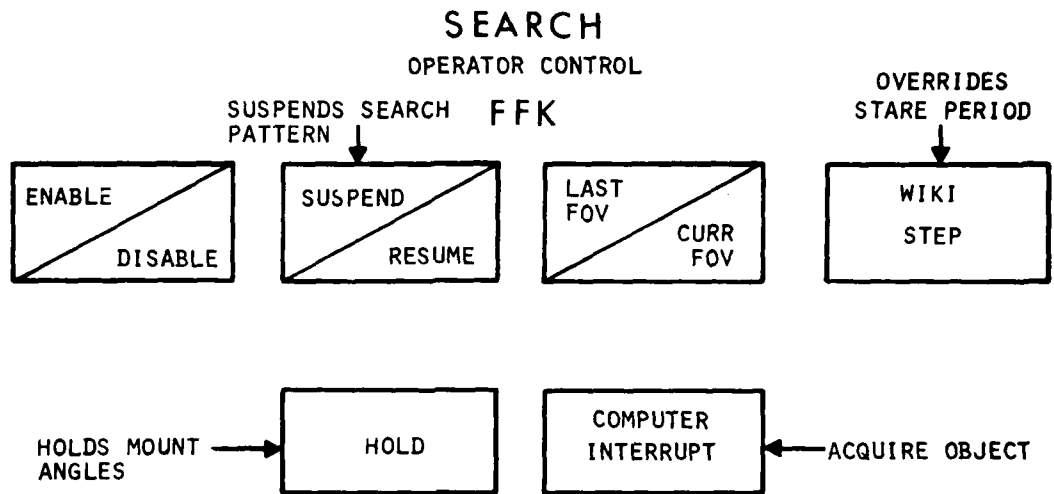 SEARCH
OPERATOR CONTROL
FFK
SUSPENDS SEARCH
PATTERN
OVERRIDES
STARE PERIOD
ENABLE
DISABLE
SUSPEND
RESUME
LAST
FOV
CURR
FOV
WIKI
STEP
HOLDS MOUNT
ANGLES
HOLD
COMPUTER
INTERRUPT
ACQUIRE OBJECT